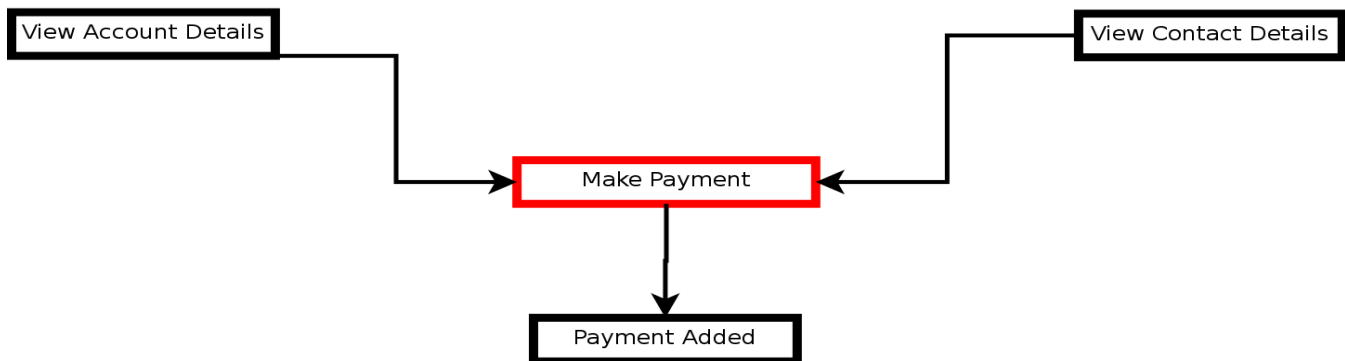 View Account Details
View Contact Details
Make Payment
Payment Added